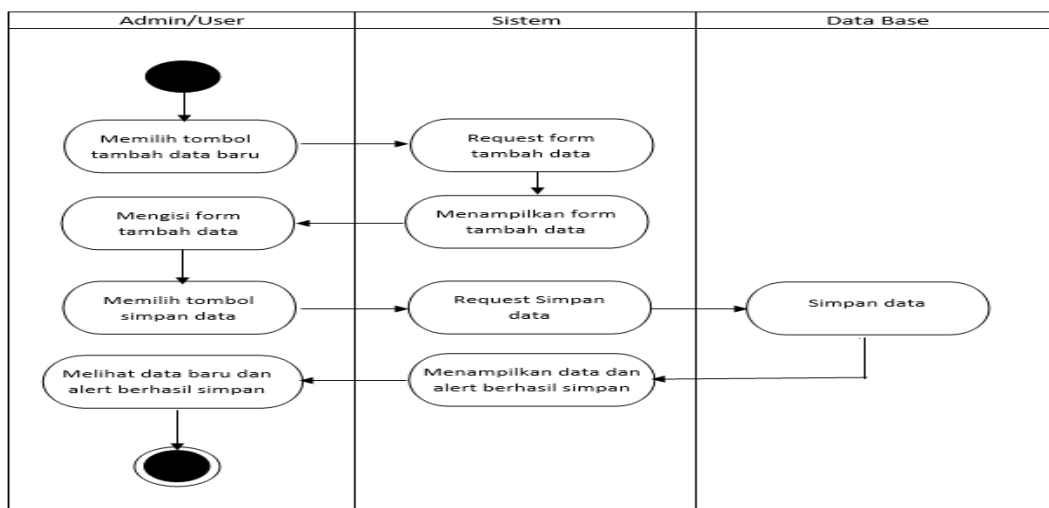 Admin/User
Sistem
Data Base
Memilih tombol
tambah data baru
Request form
tambah data
Mengisi form
tambah data
Menampilkan form
tambah data
Memilih tombol
simpan data
Request Simpan
data
Simpan data
Melihat data baru dan
alert berhasil simpan
Menampilkan data dan
alert berhasil simpan